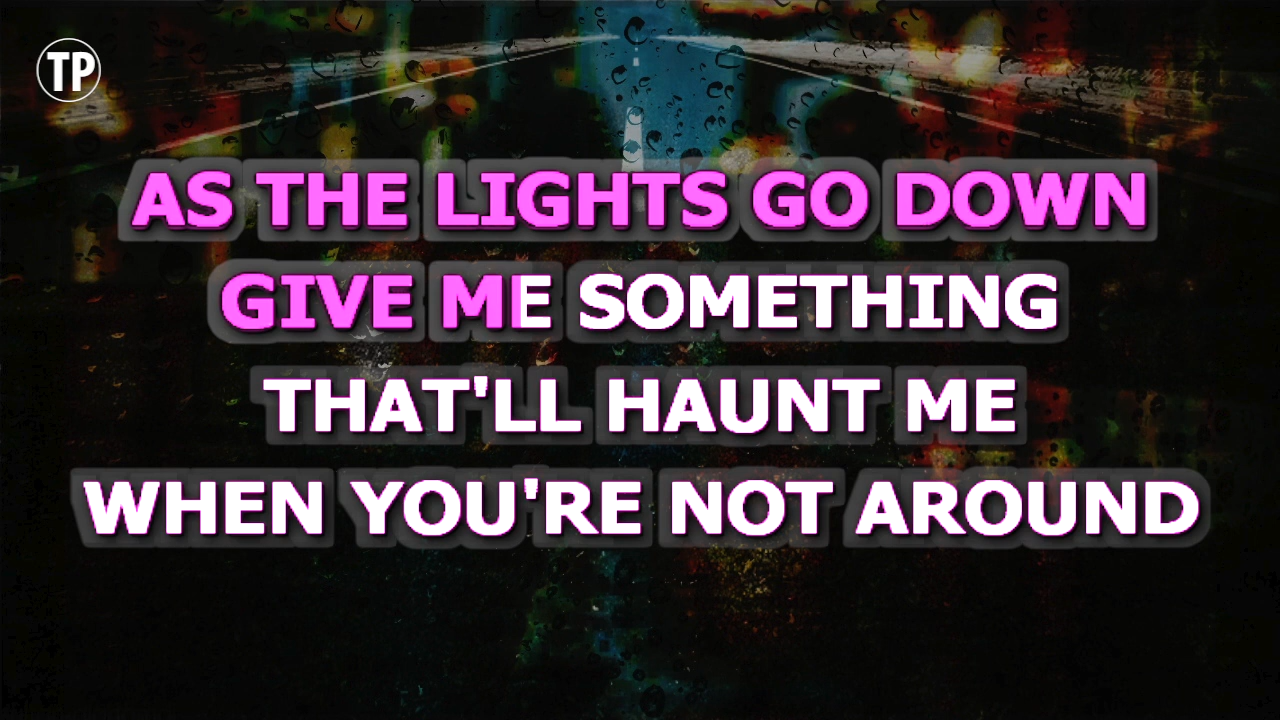 TP
AS THE LIGHTS GO DOWN
GIVE ME SOMETHING
THAT'LL HAUNT ME
WHEN YOU'RE NOT AROUND